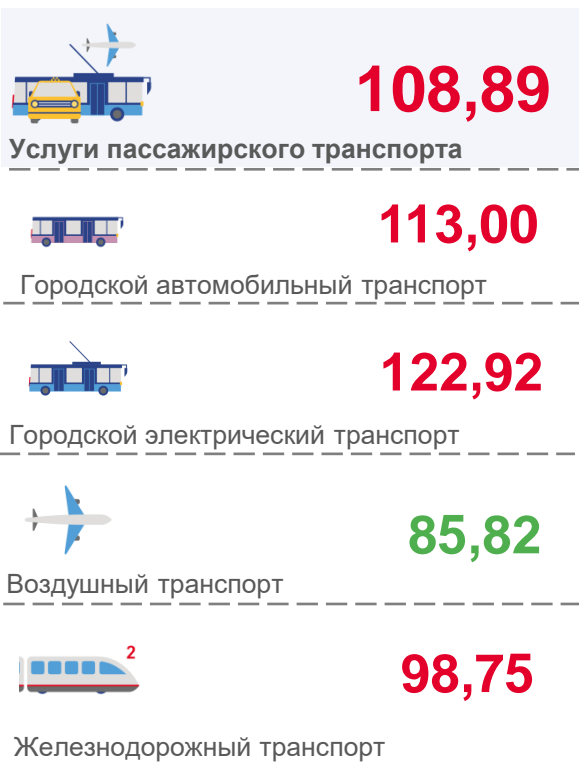 108,89
Услуги пассажирского транспорта
113,00
Городской автомобильный транспорт
122,92
Городской электрический транспорт
85,82
Воздушный транспорт
2
98,75
Железнодорожный транспорт